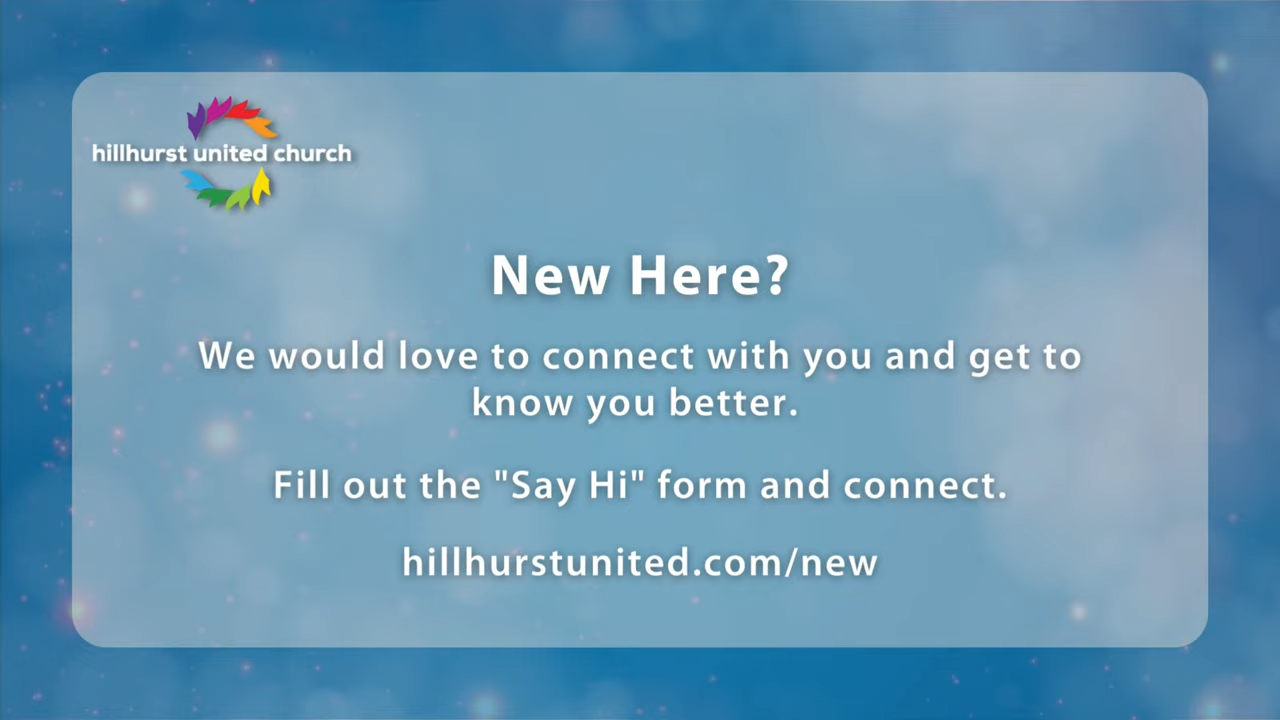 hillhurst united church
New Here?
We would love to connect with you and get to
know you better.
Fill out the "Say Hi" form and connect.
hillhurstunited.com/new